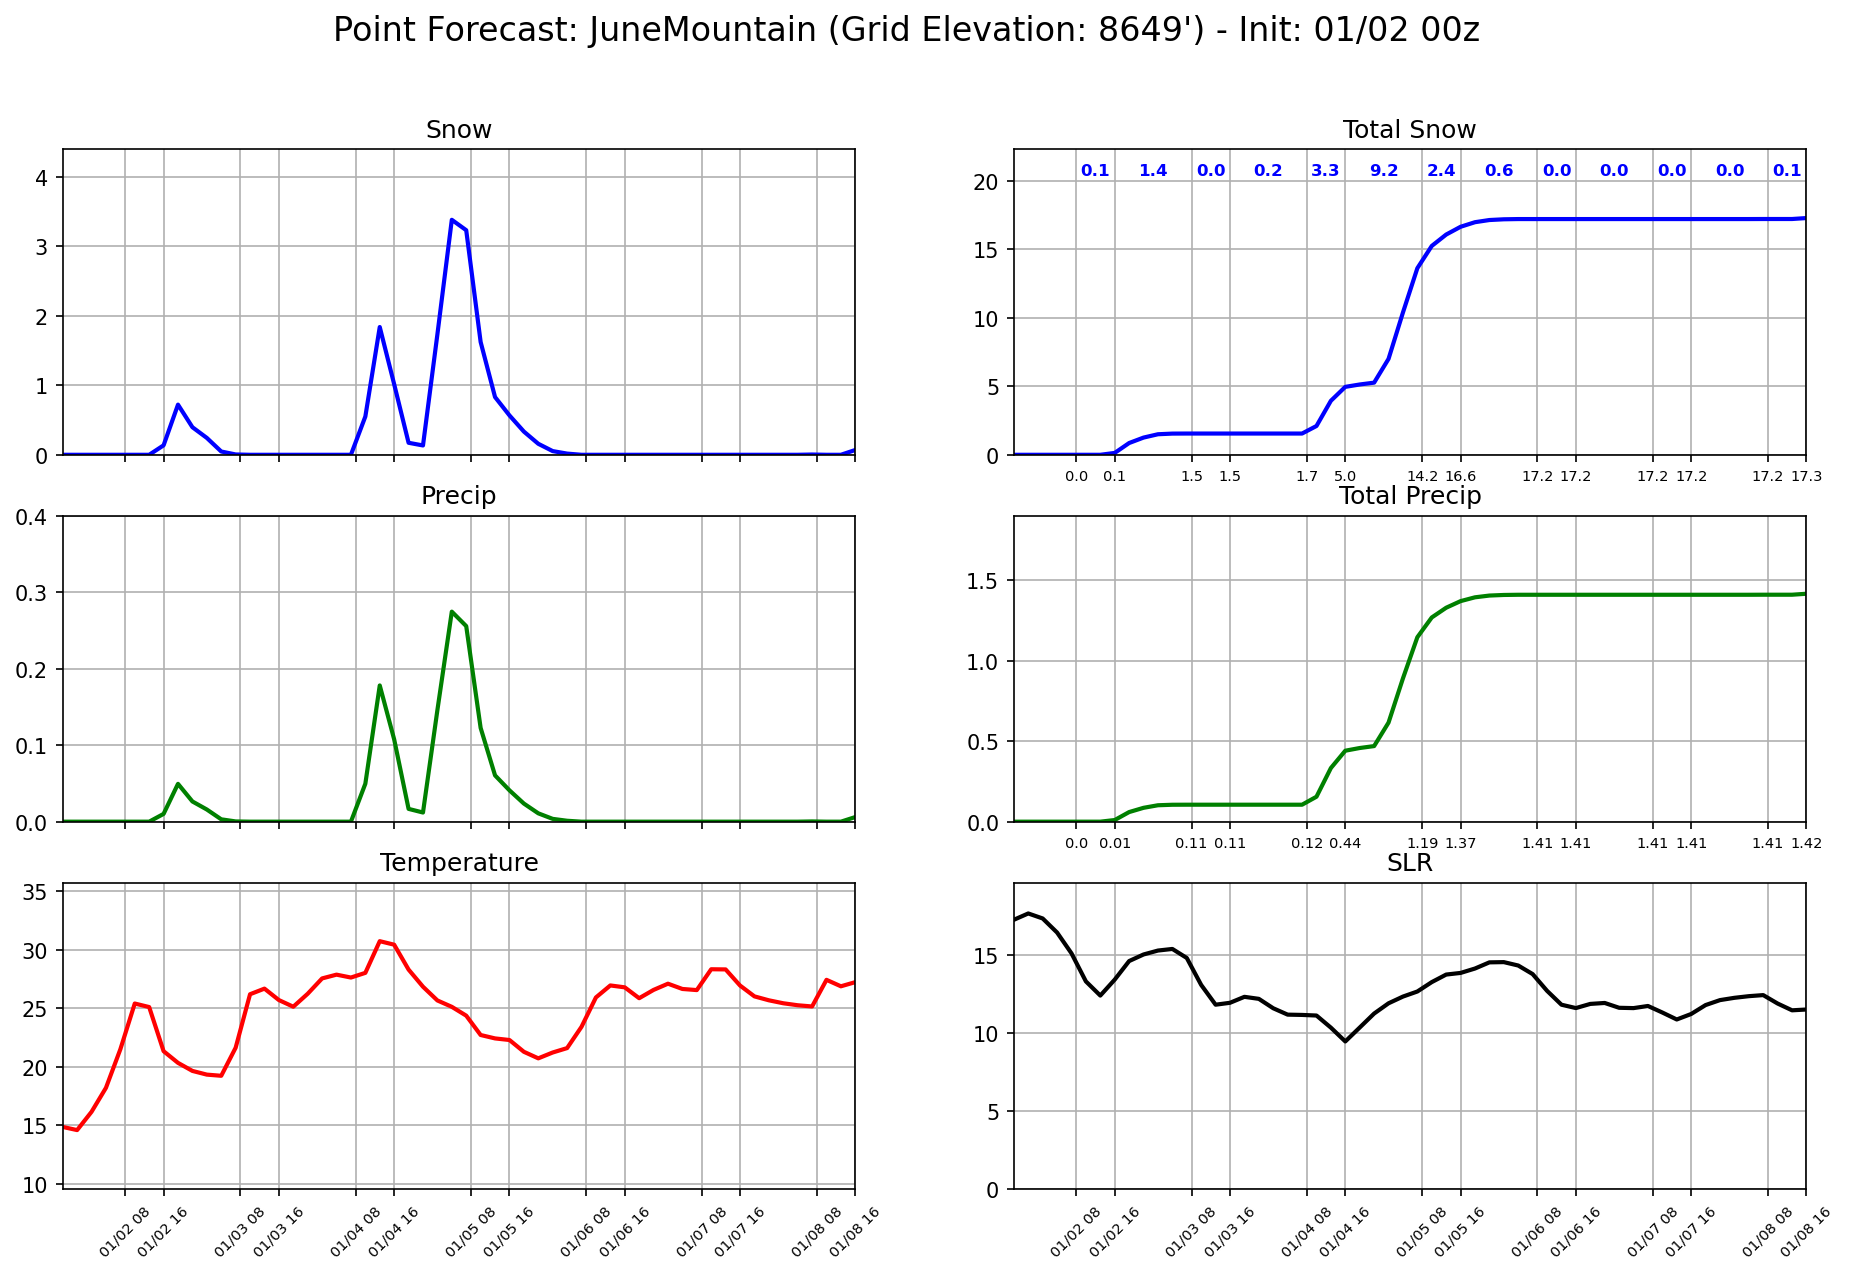 Point Forecast: JuneMountain (Grid Elevation: 8649') - Init: 01/02 00z
Snow
4
3
2
1
0
Total Snow
0.1 1.4 0.0 0.2 3.3 9.2 2.4 0.6 0.0 0.0 0.0 0.0 0.1
20
15
10
5
0
0.0 0.1 1.5 1.5 1.7 5.0 14.2 16.6 17.2 17.2 17.2 17.2 17.2 17.3
Precip
0.4
0.3
0.2
0.1
0.0
Total Precip
1.5
1.0
0.5
0.0
0.0 0.01 0.11 0.11 0.12 0.44 1.19 1.37 1.41 1.41 1.41 1.41 1.41 1.42
Temperature
35
30
25
20
15
10
01/02 08 01/02 16 01/03 08 01/03 16 01/04 08 01/04 16 01/05 08 01/05 16 01/06 08 01/06 16 01/07 08 01/07 16 01/08 08 01/08 16
SLR
15
10
5
0
01/02 08 01/02 16 01/03 08 01/03 16 01/04 08 01/04 16 01/05 08 01/05 16 01/06 08 01/06 16 01/07 08 01/07 16 01/08 08 01/08 16